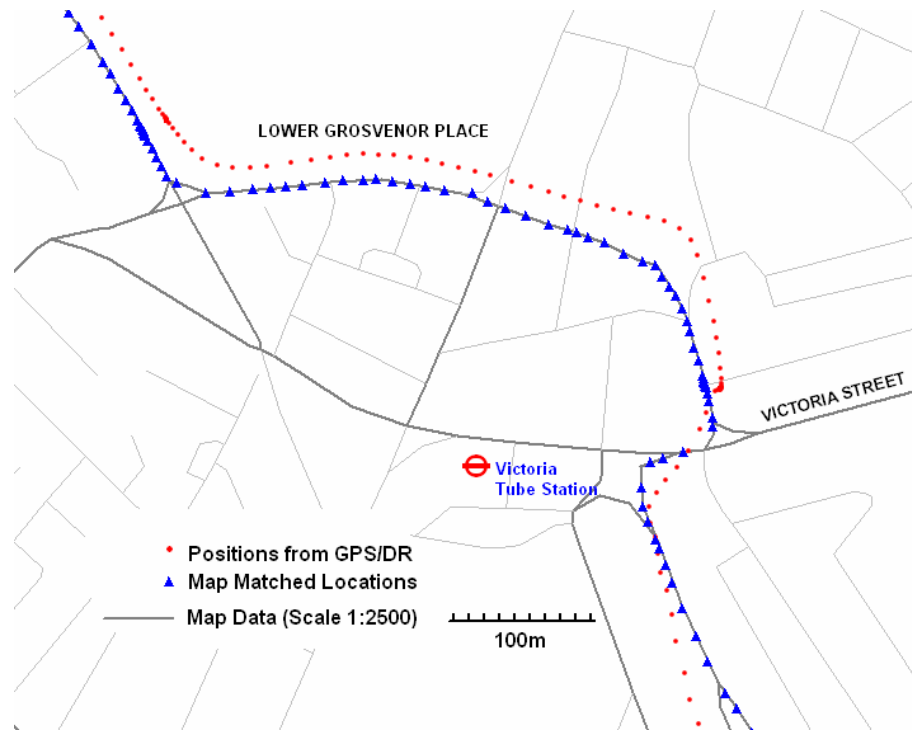 LOWER GROSVENOR PLACE
VICTORIA STREET
Victoria
Tube Station
Positions from GPS/DR
Map Matched Locations
Map Data (Scale 1:2500)
100m